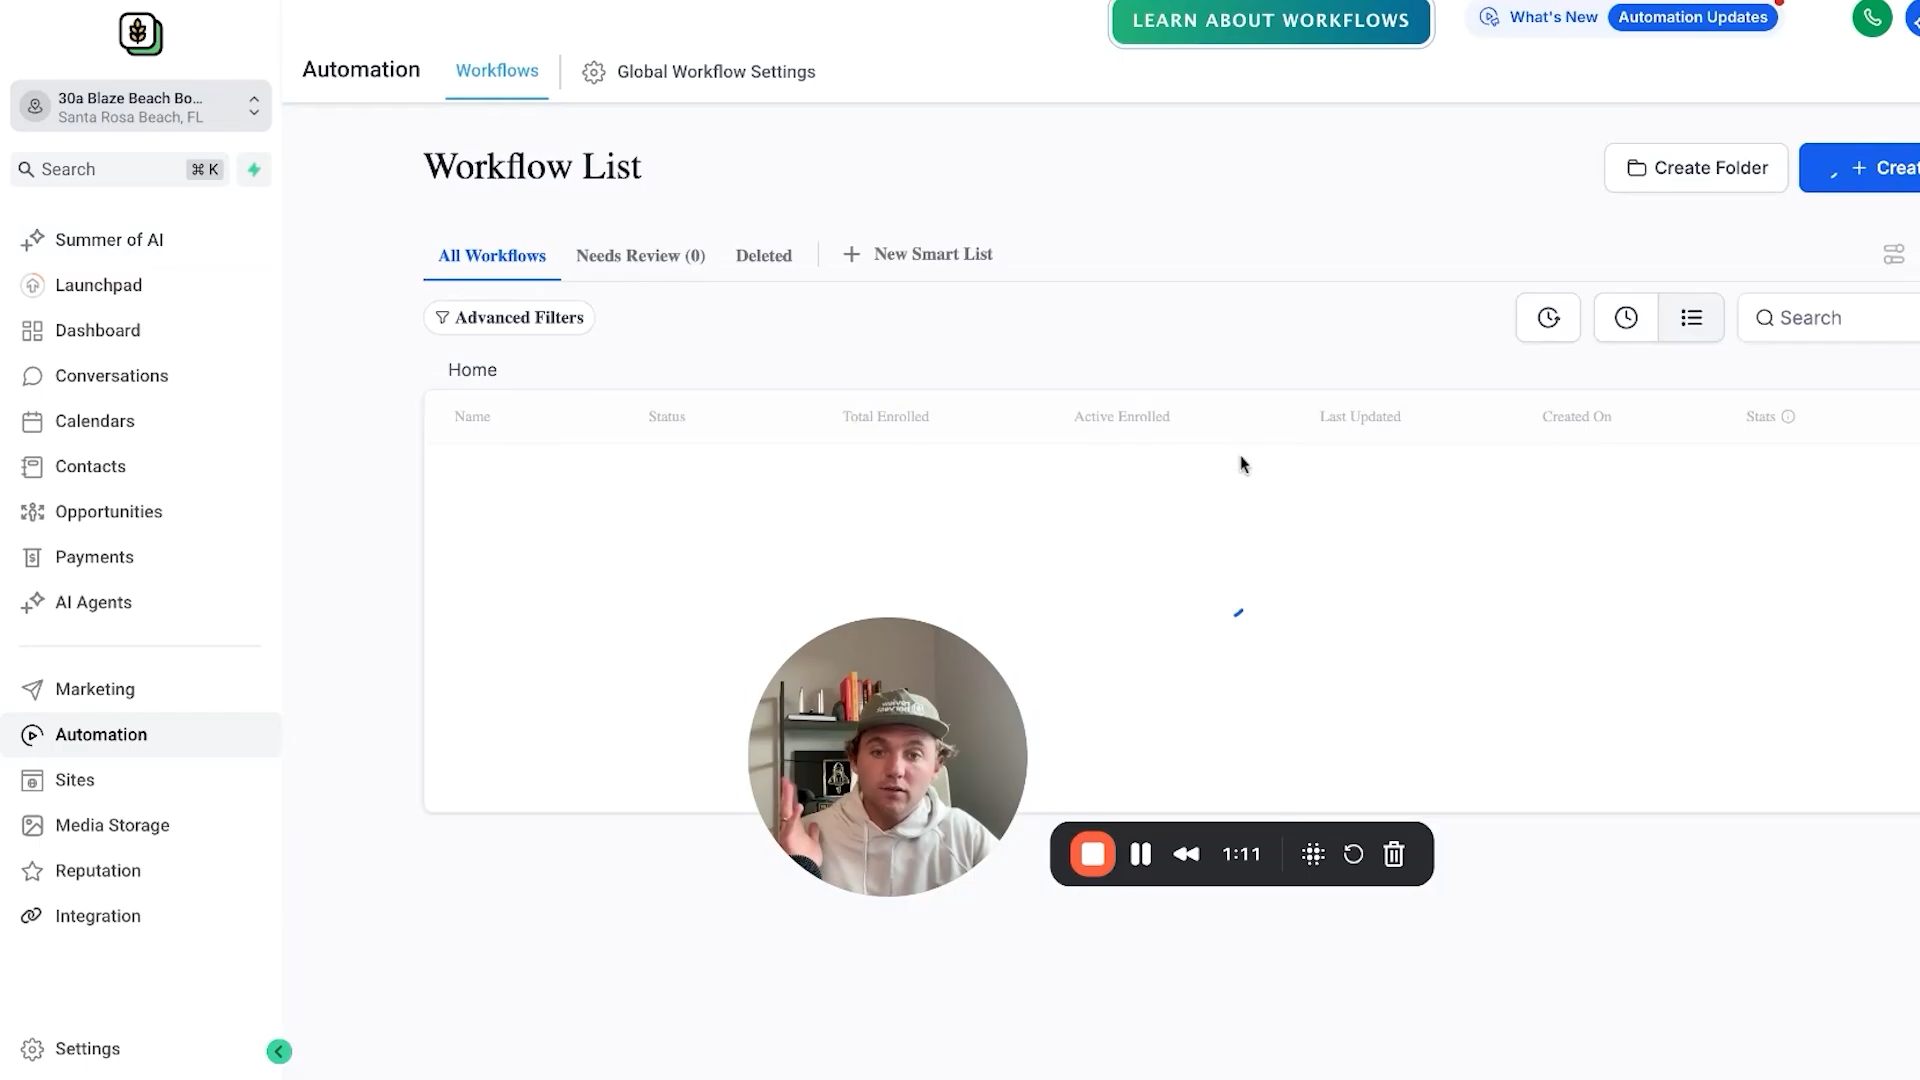 LEARN ABOUT WORKFLOWS
What's New
Automation Updates
Automation
Workflows
Global Workflow Settings
30a Blaze Beach Bo...
Santa Rosa Beach, FL
Search
⌘ K
Workflow List
Create Folder
+ Creat
Summer of AI
Launchpad
Dashboard
Conversations
Calendars
Contacts
Opportunities
Payments
AI Agents
Marketing
Automation
Sites
Media Storage
Reputation
Integration
Settings
All Workflows
Needs Review (0)
Deleted
+ New Smart List
Advanced Filters
Search
Home
Name
Status
Total Enrolled
Active Enrolled
Last Updated
Created On
Stats
1:11